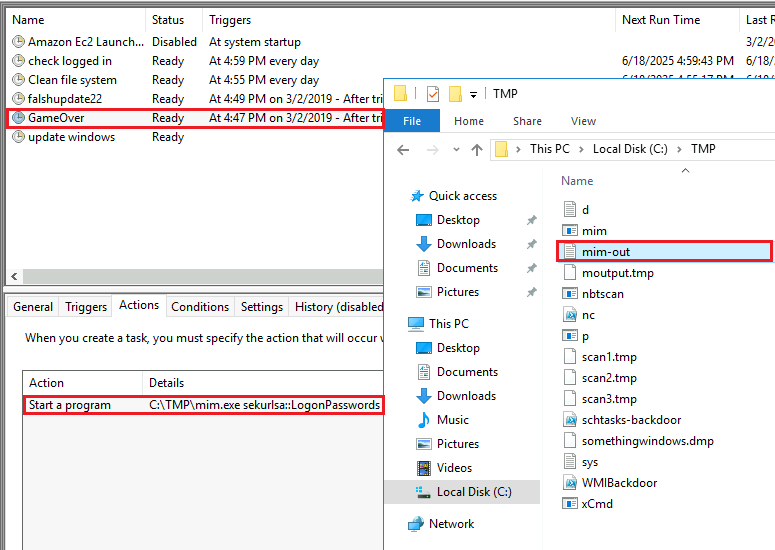 Name Status Triggers Next Run Time Last R
Amazon Ec2 Launch... Disabled At system startup 3/2/2
check logged in Ready At 4:59 PM every day 6/18/2025 4:59:43 PM 6/18/
Clean file system Ready At 4:55 PM every day
falshupdate22 Ready At 4:49 PM on 3/2/2019 - After tri
GameOver Ready At 4:47 PM on 3/2/2019 - After tri
update windows Ready
General Triggers Actions Conditions Settings History (disabled
When you create a task, you must specify the action that will occur
Action Details
Start a program C:\TMP\mim.exe sekurlsa::LogonPasswords
TMP
File Home Share View
This PC Local Disk (C:) TMP
Quick access
Desktop
Downloads
Documents
Pictures
This PC
Desktop
Documents
Downloads
Music
Pictures
Videos
Local Disk (C:)
Network
Name
d
mim
mim-out
moutput.tmp
nbtscan
nc
p
scan1.tmp
scan2.tmp
scan3.tmp
schtasks-backdoor
somethingwindows.dmp
sys
WMIBackdoor
xCmd